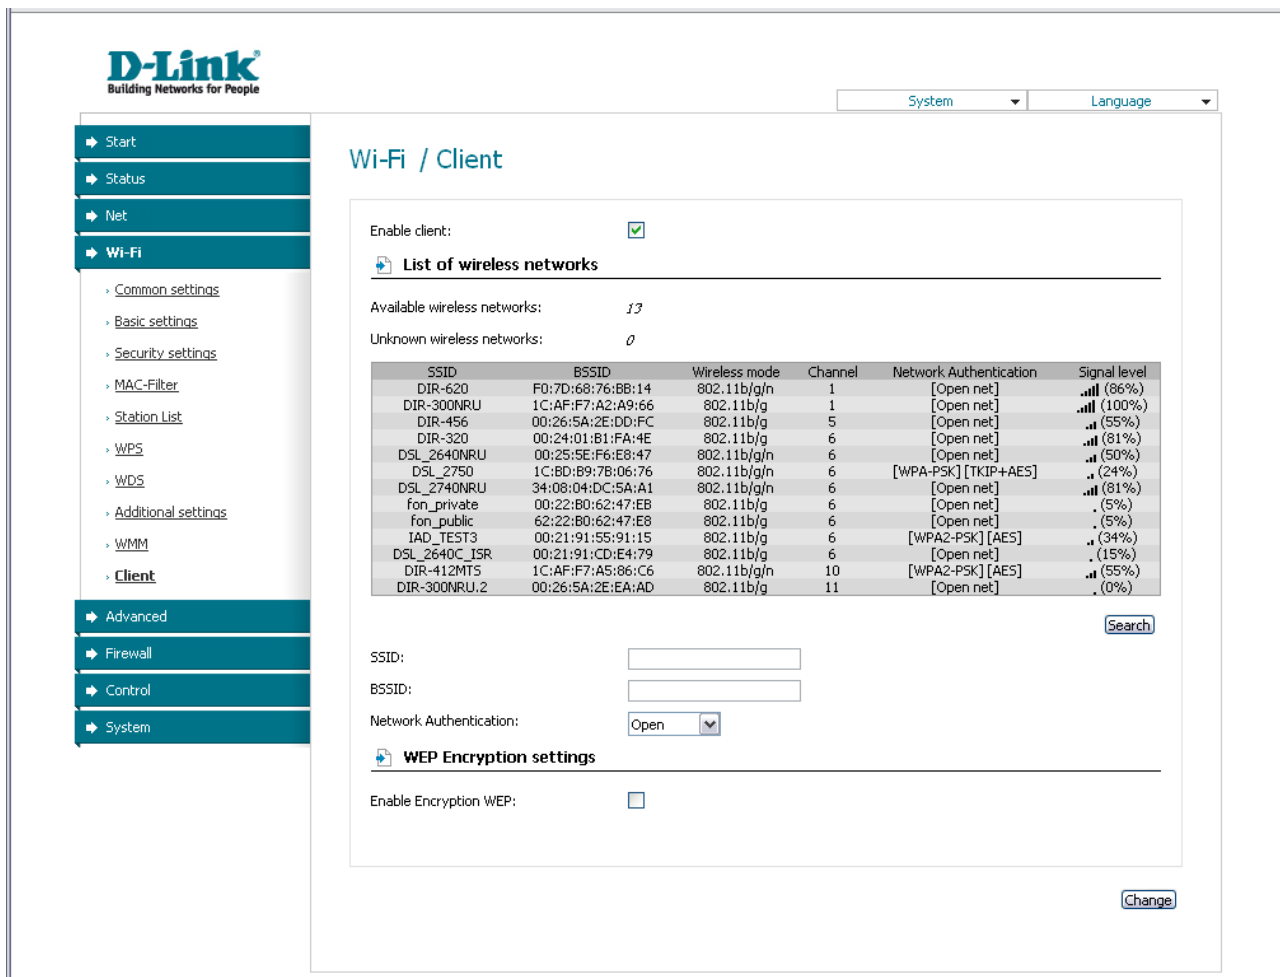 D-Link
Building Networks for People
System Language
Start
Status
Net
Wi-Fi
Common settings
Basic settings
Security settings
MAC-Filter
Station List
WPS
WDS
Additional settings
WMM
Client
Advanced
Firewall
Control
System
Wi-Fi / Client
Enable client:
List of wireless networks
Available wireless networks: 13
Unknown wireless networks: 0
SSID BSSID Wireless mode Channel Network Authentication Signal level
DIR-620 F0:7D:68:76:BB:14 802.11b/g/n 1 [Open net] (86%)
DIR-300NRU 1C:AF:F7:A2:A9:66 802.11b/g 1 [Open net] (100%)
DIR-456 00:26:5A:2E:DD:FC 802.11b/g 5 [Open net] (55%)
DIR-320 00:24:01:B1:FA:4E 802.11b/g 6 [Open net] (81%)
DSL_2640NRU 00:25:5E:F6:E8:47 802.11b/g/n 6 [Open net] (50%)
DSL_2750 1C:BD:B9:7B:06:76 802.11b/g/n 6 [WPA-PSK] [TKIP+AES] (24%)
DSL_2740NRU 34:08:04:DC:5A:A1 802.11b/g/n 6 [Open net] (81%)
fon_private 00:22:B0:62:47:EB 802.11b/g 6 [Open net] (5%)
fon_public 62:22:B0:62:47:E8 802.11b/g 6 [Open net] (5%)
IAD_TEST3 00:21:91:55:91:15 802.11b/g 6 [WPA2-PSK] [AES] (34%)
DSL_2640C_ISR 00:21:91:CD:E4:79 802.11b/g 6 [Open net] (15%)
DIR-412MTS 1C:AF:F7:A5:86:C6 802.11b/g/n 10 [WPA2-PSK] [AES] (55%)
DIR-300NRU.2 00:26:5A:2E:EA:AD 802.11b/g 11 [Open net] (0%)
Search
SSID:
BSSID:
Network Authentication: Open
WEP Encryption settings
Enable Encryption WEP:
Change